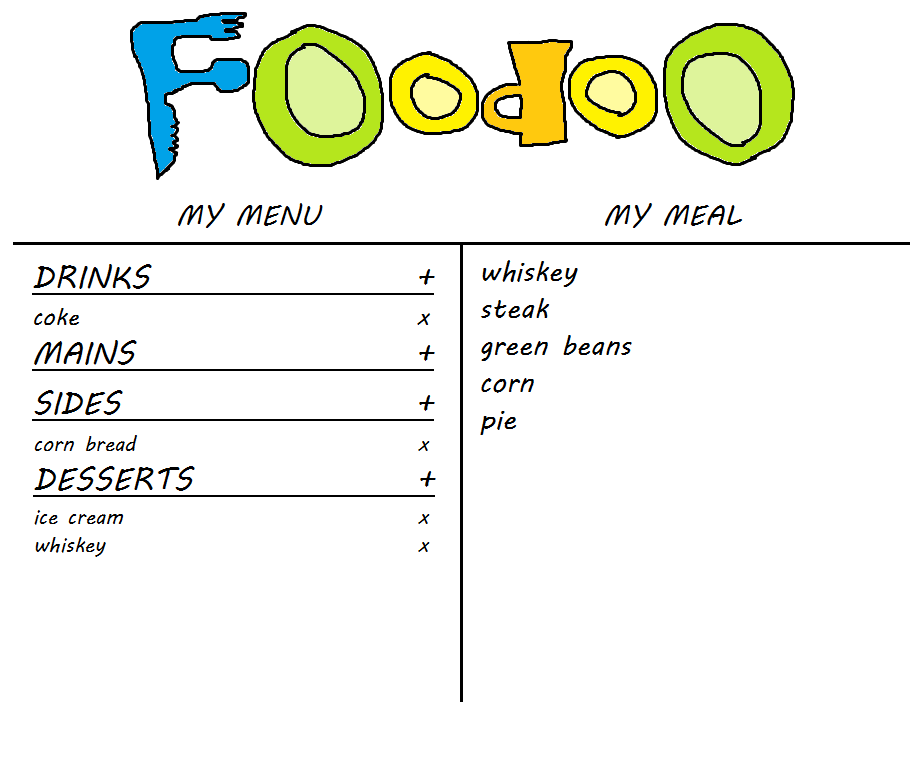 FOodoO
MY MENU
MY MEAL
DRINKS +
coke x
MAINS +
SIDES +
corn bread x
DESSERTS +
ice cream x
whiskey x
whiskey
steak
green beans
corn
pie